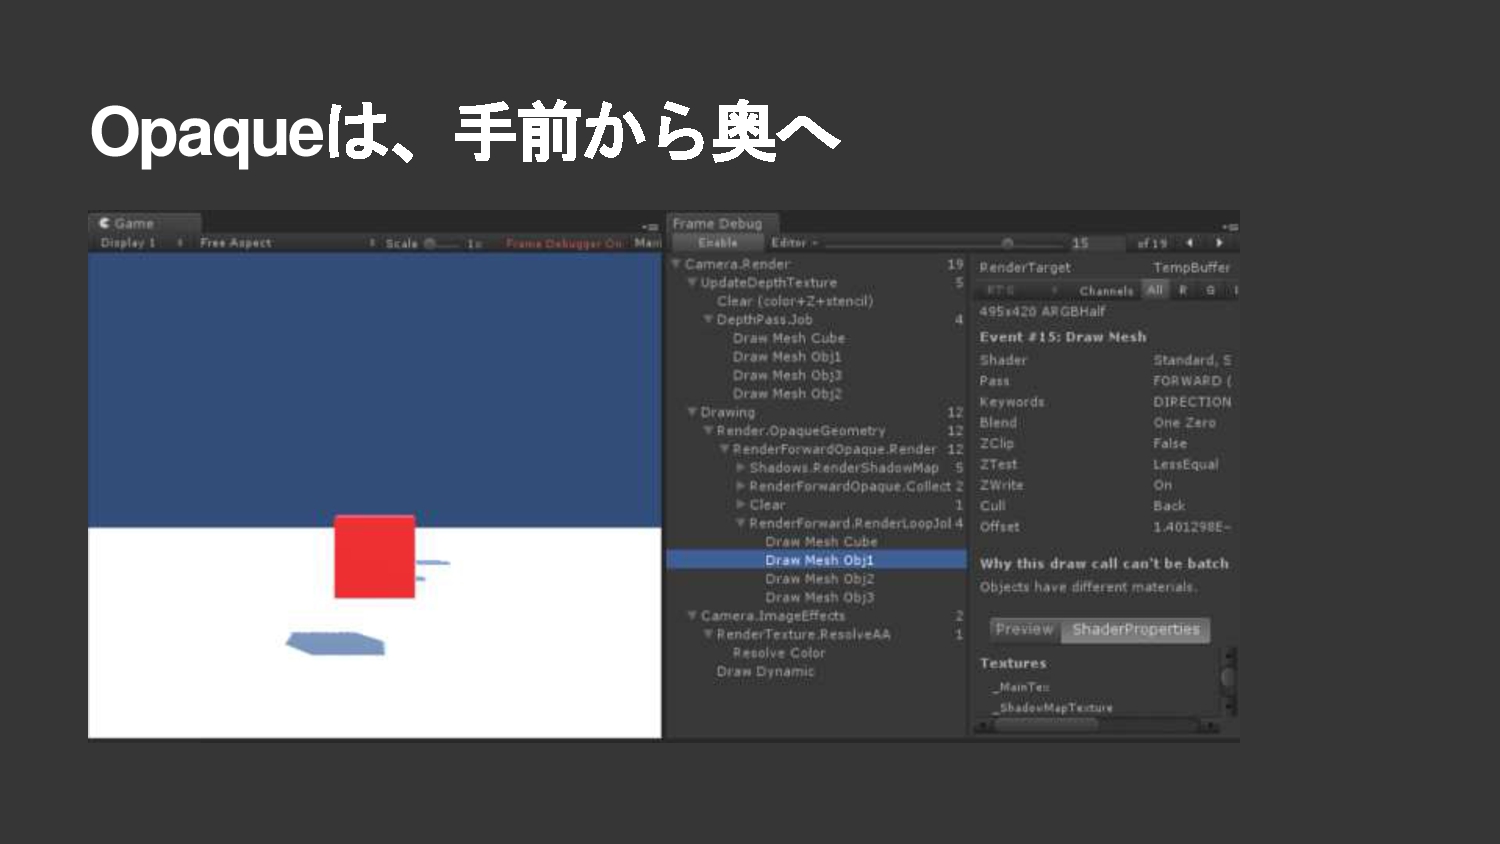 Opaqueは、手前から奥へ
Game
Display 1 Free Aspect Scale 1x Frame Debugger On
Frame Debug
Enable Editor 15 of 19
Camera.Render 19
UpdateDepthTexture 5
Clear (color+Z+stencil)
DepthPass.Job 4
Draw Mesh Cube
Draw Mesh Obj1
Draw Mesh Obj3
Draw Mesh Obj2
Drawing 12
Render.OpaqueGeometry 12
RenderForwardOpaque.Render 12
Shadows.RenderShadowMap 5
RenderForwardOpaque.Collect 2
Clear 1
RenderForward.RenderLoopJol 4
Draw Mesh Cube
Draw Mesh Obj1
Draw Mesh Obj2
Draw Mesh Obj3
Camera.ImageEffects 2
RenderTexture.ResolveAA 1
Resolve Color
Draw Dynamic
RenderTarget TempBuffer
RT 0 Channels All R G
495x420 ARGBHalf
Event #15: Draw Mesh
Shader Standard, S
Pass FORWARD (
Keywords DIRECTION
Blend One Zero
ZClip False
ZTest LessEqual
ZWrite On
Cull Back
Offset 1.401298E-
Why this draw call can't be batch
Objects have different materials.
Preview ShaderProperties
Textures
_MainTex
_ShadowMapTexture